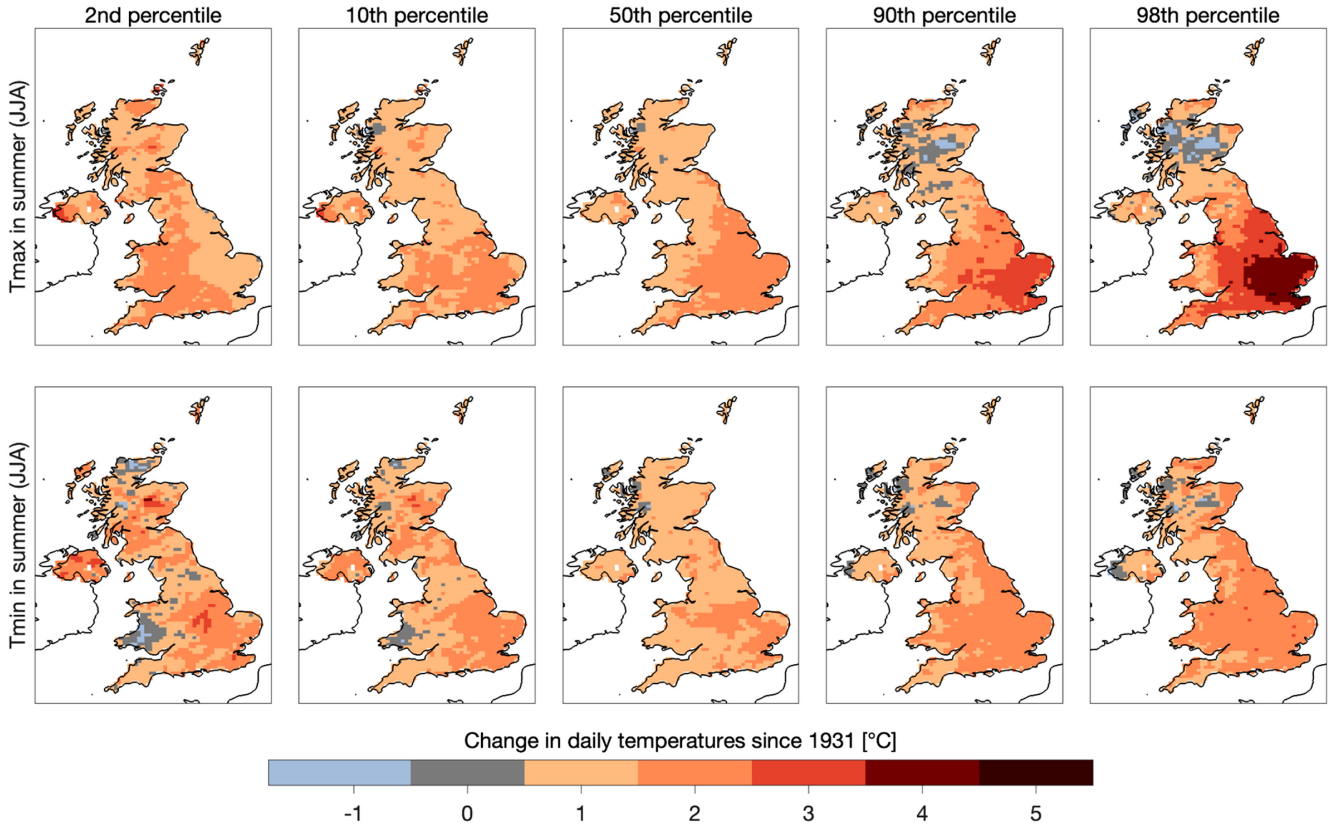 2nd percentile
10th percentile
50th percentile
90th percentile
98th percentile
Tmax in summer (JJA)
Tmin in summer (JJA)
Change in daily temperatures since 1931 [°C]
-1
0
1
2
3
4
5